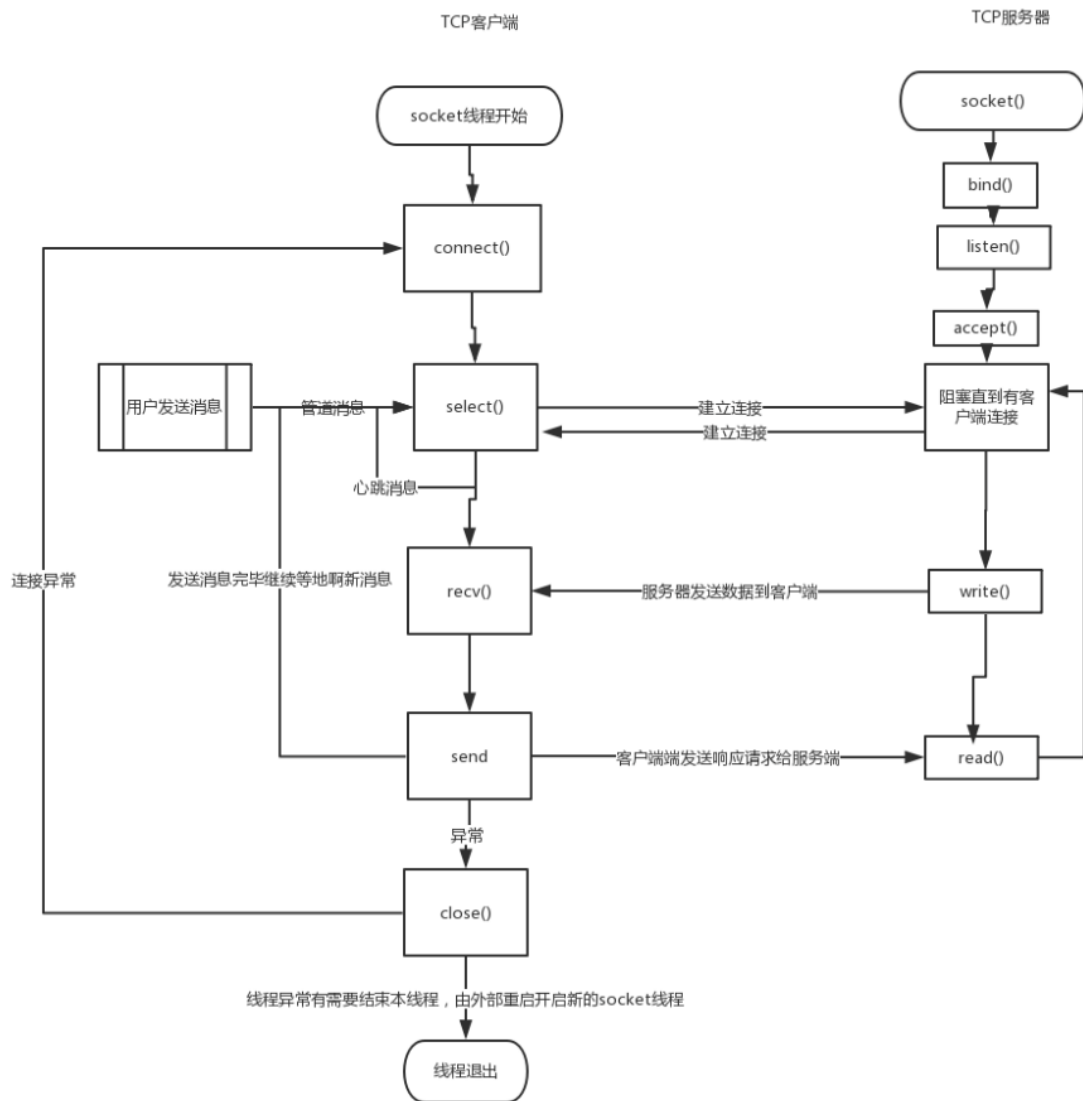 TCP客户端
TCP服务器
socket线程开始
socket()
bind()
connect()
listen()
accept()
用户发送消息
管道消息
select()
建立连接
建立连接
阻塞直到有客
户端连接
心跳消息
连接异常
发送消息完毕继续等地啊新消息
recv()
服务器发送数据到客户端
write()
send
客户端端发送响应请求给服务端
read()
异常
close()
线程异常有需要结束本线程，由外部重启开启新的socket线程
线程退出